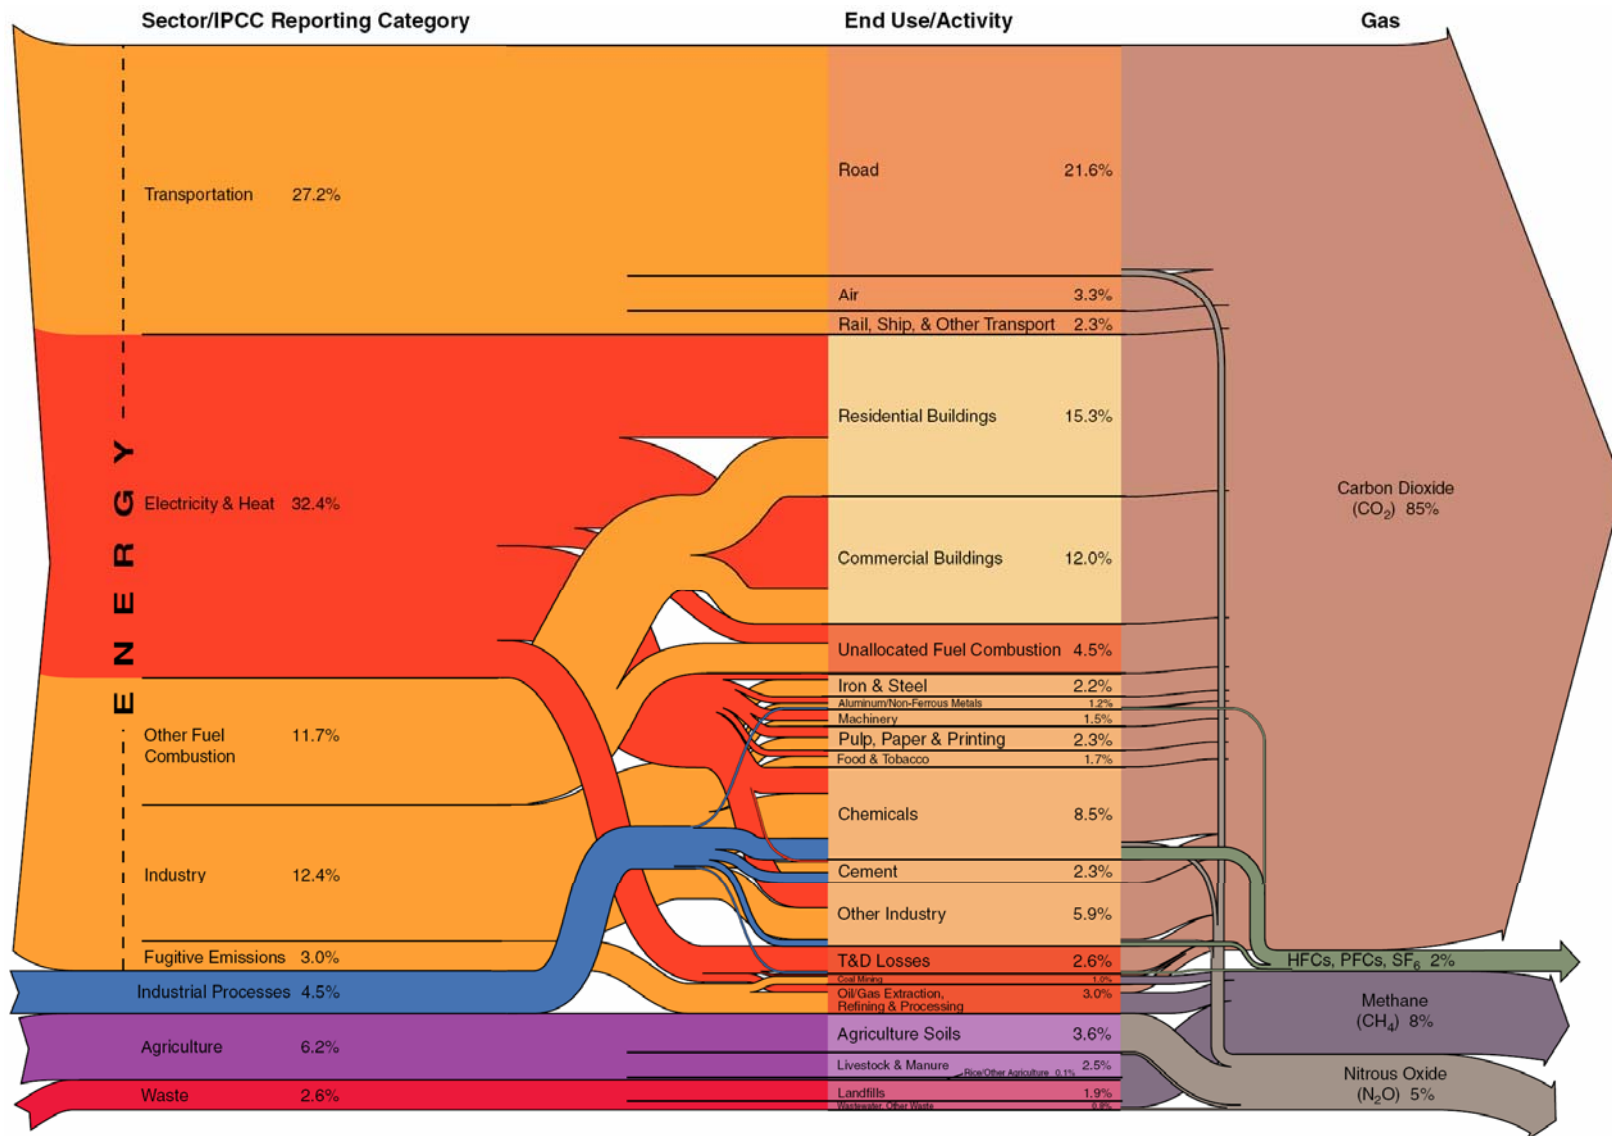 Sector/IPCC Reporting Category
End Use/Activity
Gas
ENERGY
Transportation 27.2%
Electricity & Heat 32.4%
Other Fuel
Combustion 11.7%
Industry 12.4%
Fugitive Emissions 3.0%
Industrial Processes 4.5%
Agriculture 6.2%
Waste 2.6%
Road 21.6%
Air 3.3%
Rail, Ship, & Other Transport 2.3%
Residential Buildings 15.3%
Commercial Buildings 12.0%
Unallocated Fuel Combustion 4.5%
Iron & Steel 2.2%
Aluminum/Non-Ferrous Metals 1.2%
Machinery 1.5%
Pulp, Paper & Printing 2.3%
Food & Tobacco 1.7%
Chemicals 8.5%
Cement 2.3%
Other Industry 5.9%
T&D Losses 2.6%
Coal Mining 1.0%
Oil/Gas Extraction, 3.0%
Refining & Processing
Agriculture Soils 3.6%
Livestock & Manure 2.5%
Rice/Other Agriculture 0.1%
Landfills 1.9%
Wastewater, Other Waste
Carbon Dioxide
(CO₂) 85%
HFCs, PFCs, SF₆ 2%
Methane
(CH₄) 8%
Nitrous Oxide
(N₂O) 5%